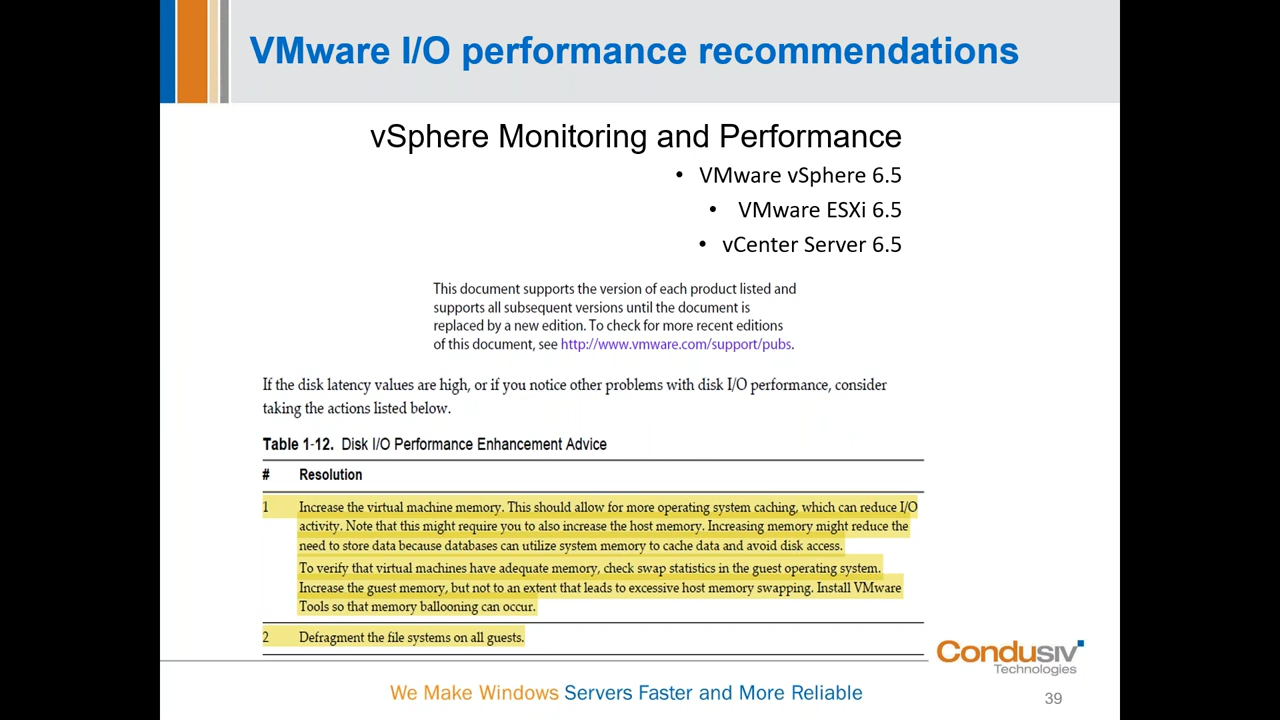 VMware I/O performance recommendations
vSphere Monitoring and Performance
• VMware vSphere 6.5
• VMware ESXi 6.5
• vCenter Server 6.5
This document supports the version of each product listed and
supports all subsequent versions until the document is
replaced by a new edition. To check for more recent editions
of this document, see http://www.vmware.com/support/pubs.
If the disk latency values are high, or if you notice other problems with disk I/O performance, consider
taking the actions listed below.
Table 1-12. Disk I/O Performance Enhancement Advice
# Resolution
1 Increase the virtual machine memory. This should allow for more operating system caching, which can reduce I/O
activity. Note that this might require you to also increase the host memory. Increasing memory might reduce the
need to store data because databases can utilize system memory to cache data and avoid disk access.
To verify that virtual machines have adequate memory, check swap statistics in the guest operating system.
Increase the guest memory, but not to an extent that leads to excessive host memory swapping. Install VMware
Tools so that memory ballooning can occur.
2 Defragment the file systems on all guests.
Condusiv
Technologies
We Make Windows Servers Faster and More Reliable
39